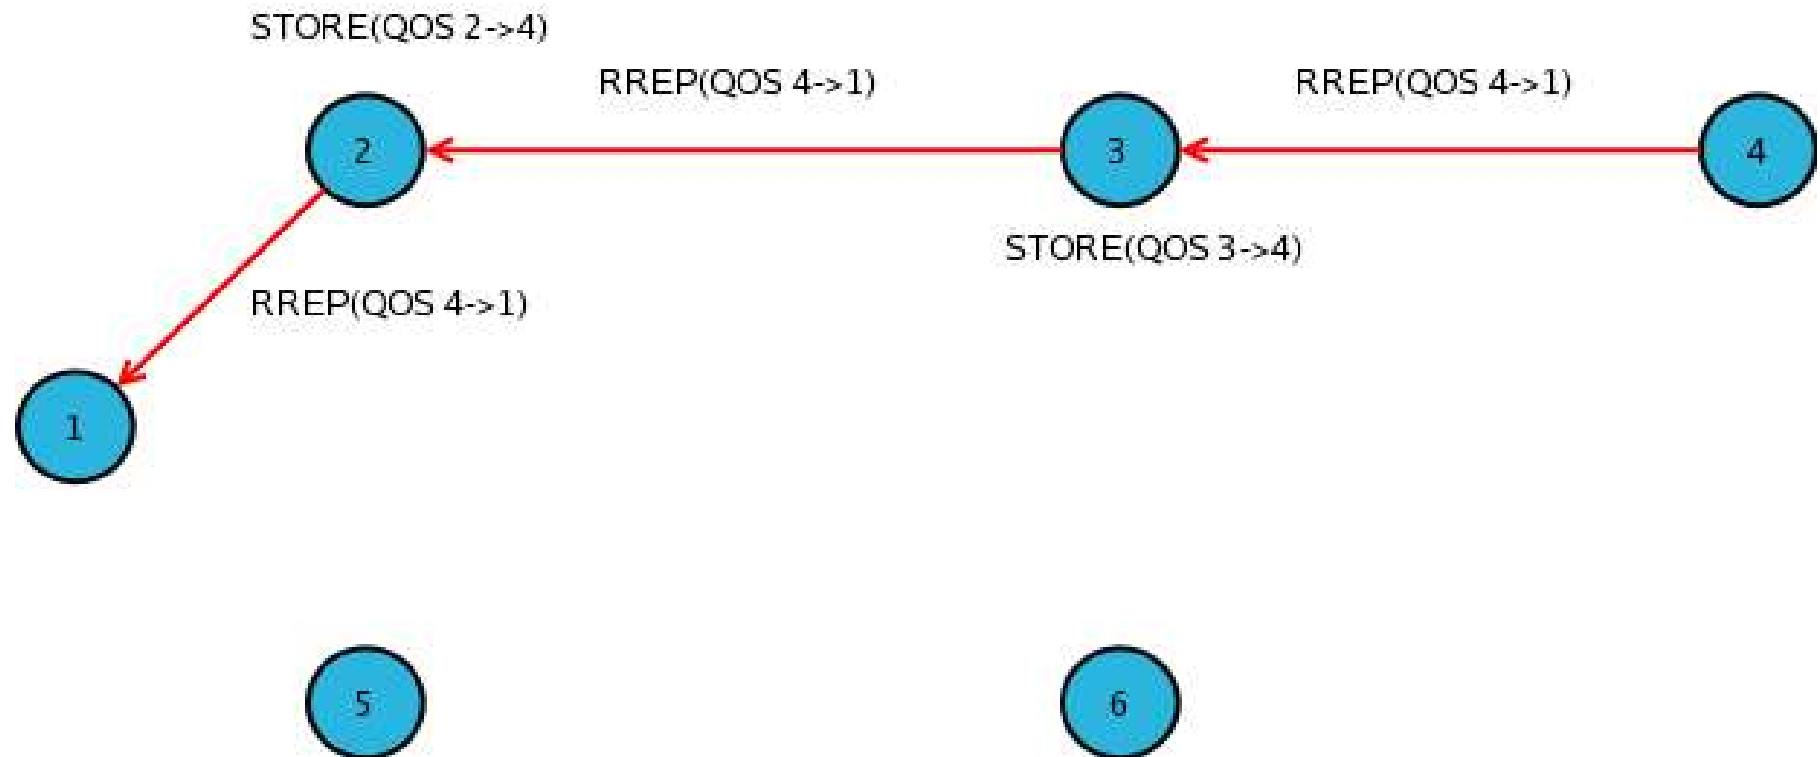 STORE(QOS 2->4)
RREP(QOS 4->1)
RREP(QOS 4->1)
2
3
4
STORE(QOS 3->4)
RREP(QOS 4->1)
1
5
6